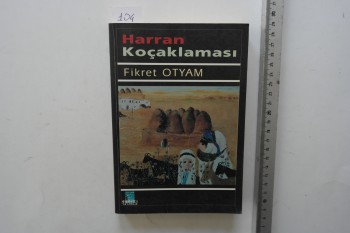 104
Harran
Koçaklaması
Fikret OTYAM